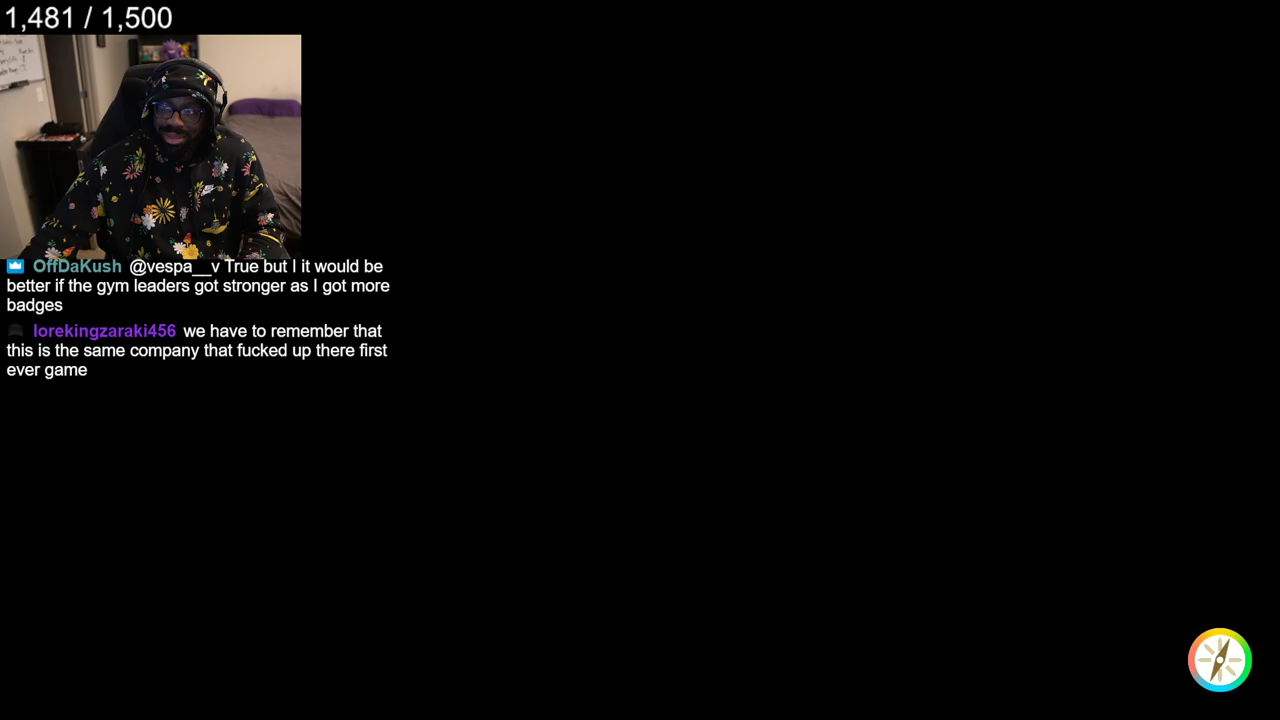 1,481 / 1,500
OffDaKush @vespa__v True but I it would be
better if the gym leaders got stronger as I got more
badges
lorekingzaraki456 we have to remember that
this is the same company that fucked up there first
ever game